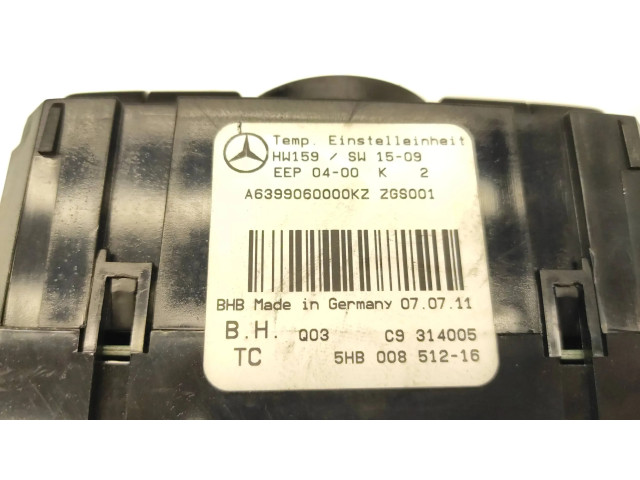 Temp. Einstelleinheit
HW159 / SW 15-09
EEP 04-00 K 2
A6399060000KZ ZGS001
BHB Made in Germany 07.07.11
B.H. Q03 C9 314005
TC 5HB 008 512-16